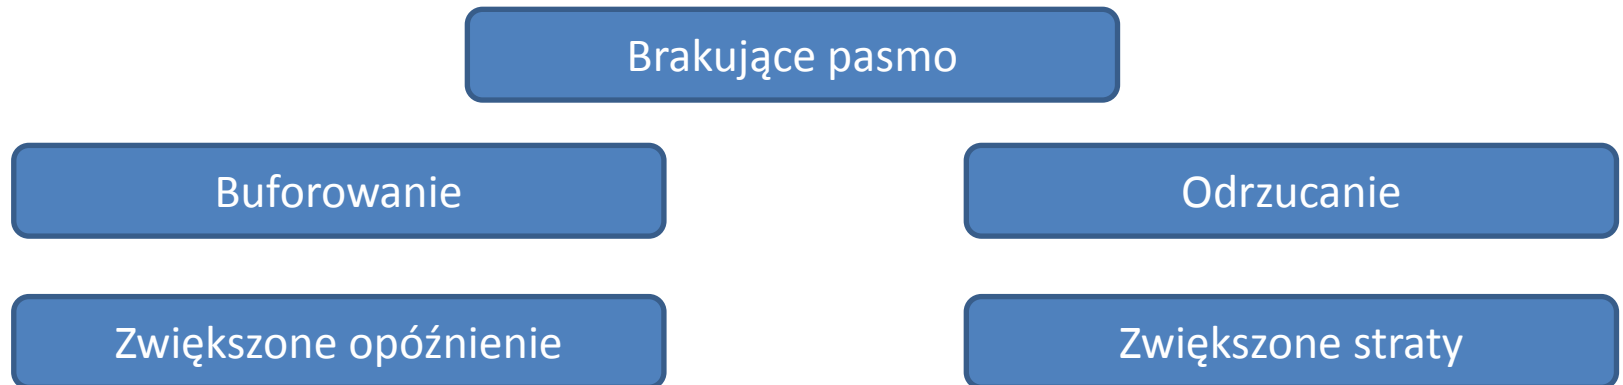 Brakujące pasmo
Buforowanie
Odrzucanie
Zwiększone opóźnienie
Zwiększone straty